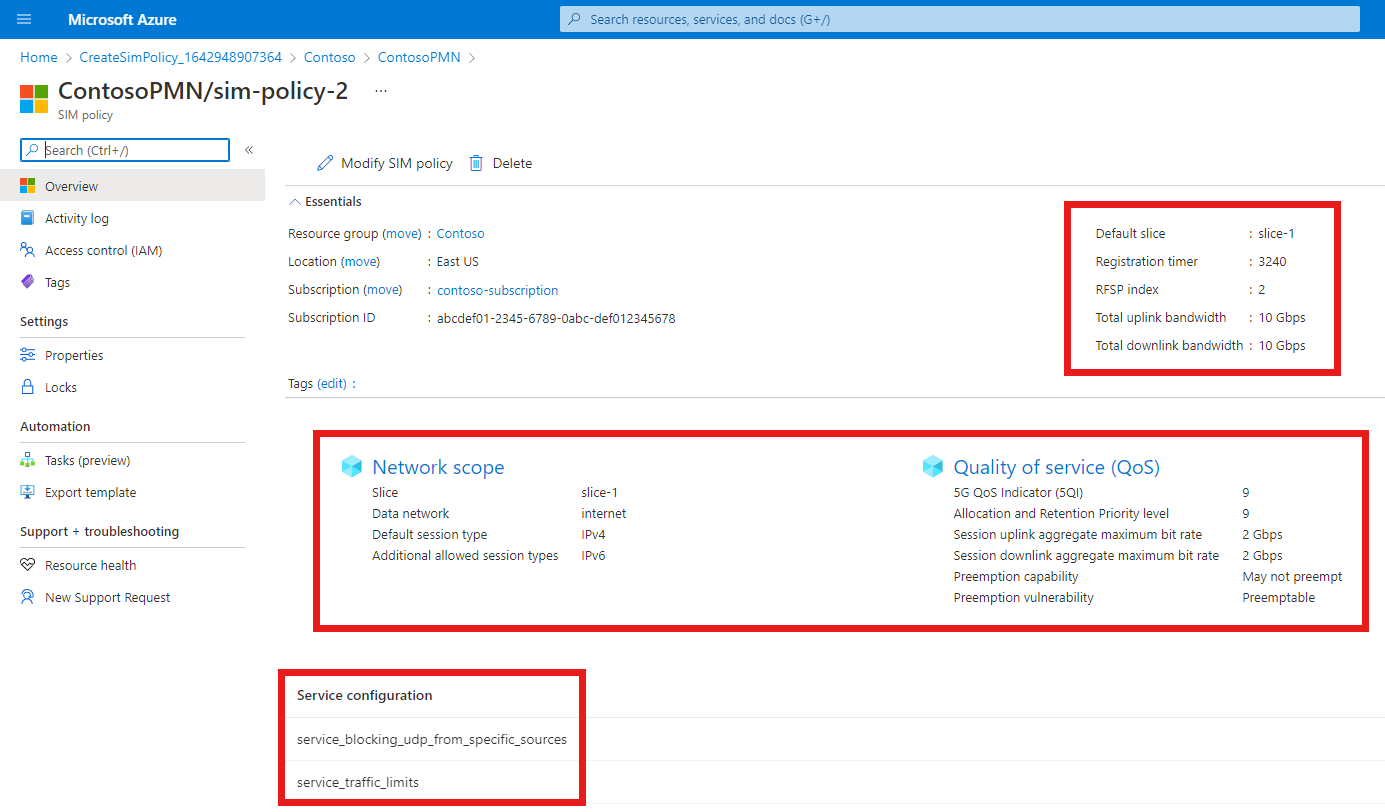 Microsoft Azure
Search resources, services, and docs (G+/)
Home > CreateSimPolicy_1642948907364 > Contoso > ContosoPMN >
ContosoPMN/sim-policy-2 ...
SIM policy
Search (Ctrl+/) «
Overview
Activity log
Access control (IAM)
Tags
Settings
Properties
Locks
Automation
Tasks (preview)
Export template
Support + troubleshooting
Resource health
New Support Request
Modify SIM policy Delete
Essentials
Resource group (move) : Contoso
Location (move) : East US
Subscription (move) : contoso-subscription
Subscription ID : abcdef01-2345-6789-0abc-def012345678
Default slice : slice-1
Registration timer : 3240
RFSP index : 2
Total uplink bandwidth : 10 Gbps
Total downlink bandwidth : 10 Gbps
Tags (edit) :
Network scope
Slice slice-1
Data network internet
Default session type IPv4
Additional allowed session types IPv6
Quality of service (QoS)
5G QoS Indicator (5QI) 9
Allocation and Retention Priority level 9
Session uplink aggregate maximum bit rate 2 Gbps
Session downlink aggregate maximum bit rate 2 Gbps
Preemption capability May not preempt
Preemption vulnerability Preemptable
Service configuration
service_blocking_udp_from_specific_sources
service_traffic_limits